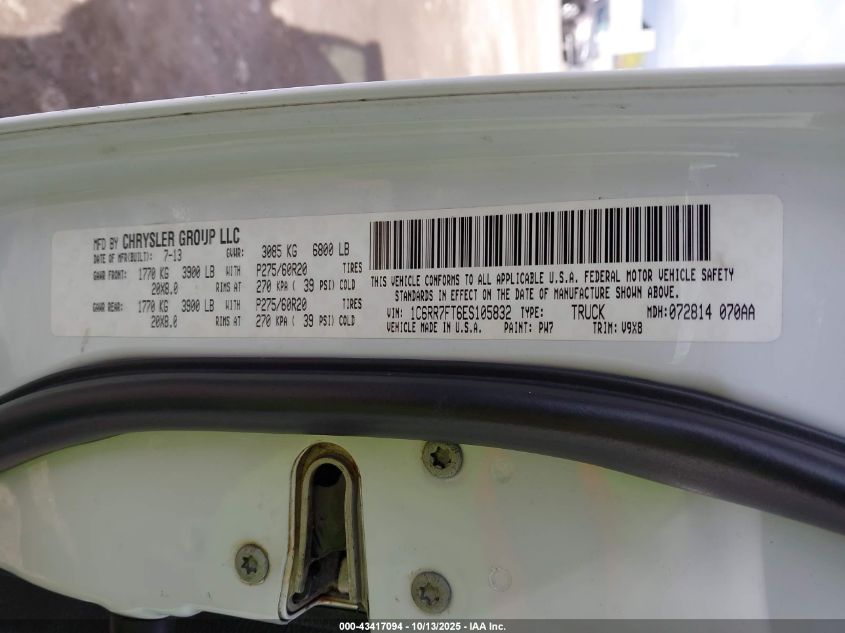 MFD BY CHRYSLER GROUP LLC
DATE OF MFR(BUILT): 7-13 GVWR: 3085 KG 6800 LB
GAWR FRONT: 1770 KG 3900 LB WITH P275/60R20 TIRES
20X8.0 RIMS AT 270 KPA ( 39 PSI) COLD
GAWR REAR: 1770 KG 3900 LB WITH P275/60R20 TIRES
20X8.0 RIMS AT 270 KPA ( 39 PSI) COLD
THIS VEHICLE CONFORMS TO ALL APPLICABLE U.S.A. FEDERAL MOTOR VEHICLE SAFETY
STANDARDS IN EFFECT ON THE DATE OF MANUFACTURE SHOWN ABOVE.
VIN: 1C6RR7FT6ES105832 TYPE: TRUCK MDH: 072814 070AA
VEHICLE MADE IN U.S.A. PAINT: PW7 TRIM: V9X8
000-43417094 - 10/13/2025 - IAA Inc.